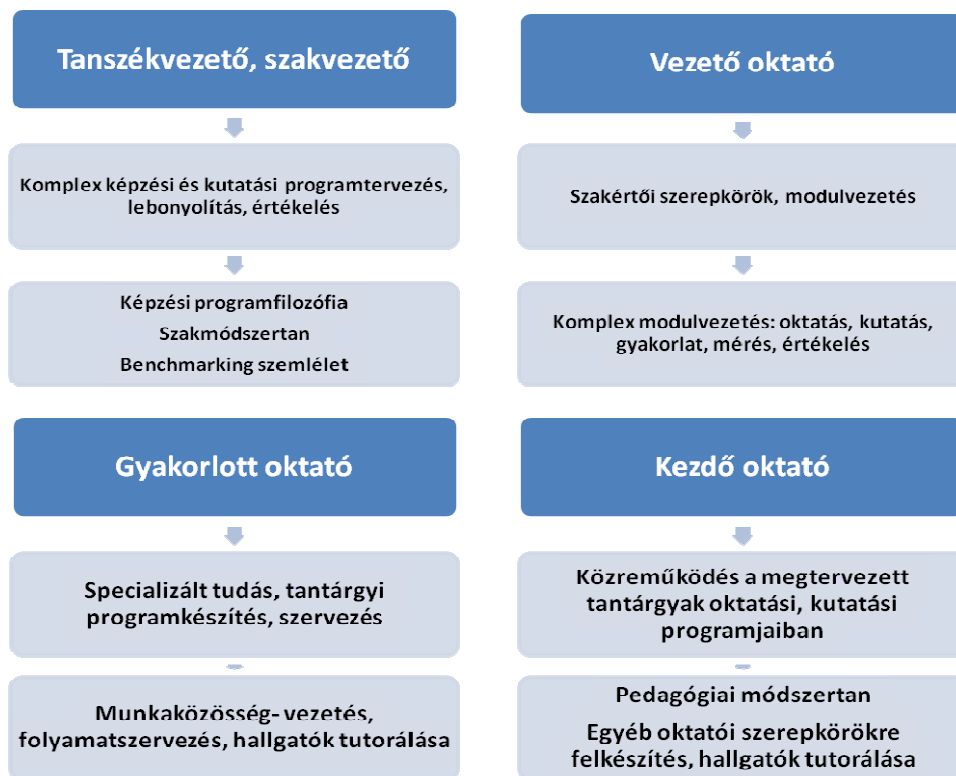 Tanszékvezető, szakvezető
Komplex képzési és kutatási programtervezés,
lebonyolítás, értékelés
Képzési programfilozófia
Szakmódszertan
Benchmarking szemlélet
Vezető oktató
Szakértői szerepkörök, modulvezetés
Komplex modulvezetés: oktatás, kutatás,
gyakorlat, mérés, értékelés
Gyakorlott oktató
Specializált tudás, tantárgyi
programkészítés, szervezés
Munkaközösség- vezetés,
folyamatszervezés, hallgatók tutorálása
Kezdő oktató
Közreműködés a megtervezett
tantárgyak oktatási, kutatási
programjaiban
Pedagógiai módszertan
Egyéb oktatói szerepkörökre
felkészítés, hallgatók tutorálása